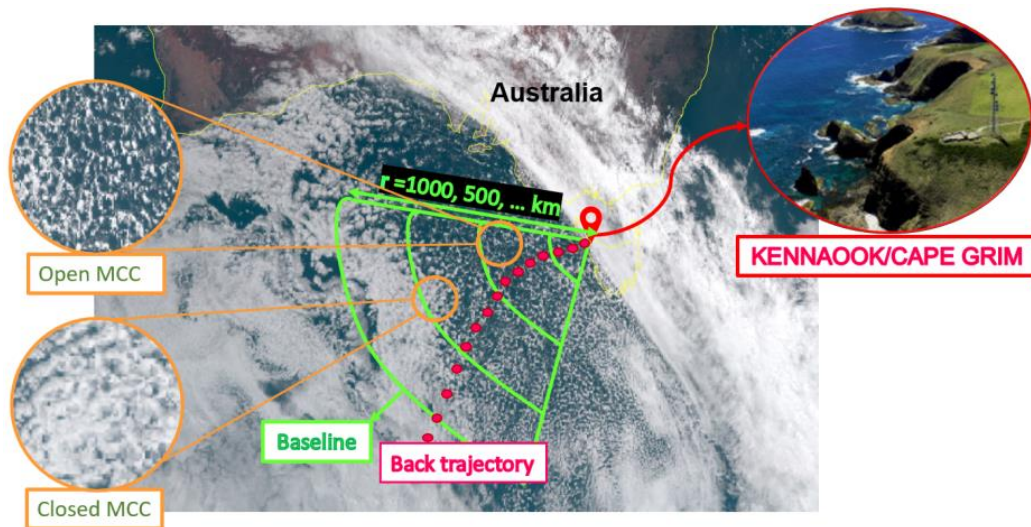 Australia
r =1000, 500, ... km
KENNAOOK/CAPE GRIM
Open MCC
Baseline
Back trajectory
Closed MCC